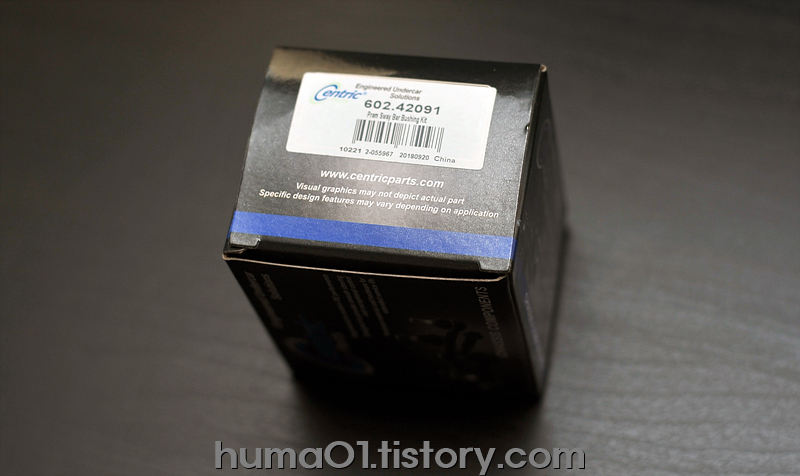 Centric®
Engineered Undercar
Solutions
602.42091
Prem Sway Bar Bushing Kit
10221 2-055967 20180920 China
www.centricparts.com
Visual graphics may not depict actual part
Specific design features may vary depending on application
COMPONENTS
huma01.tistory.com